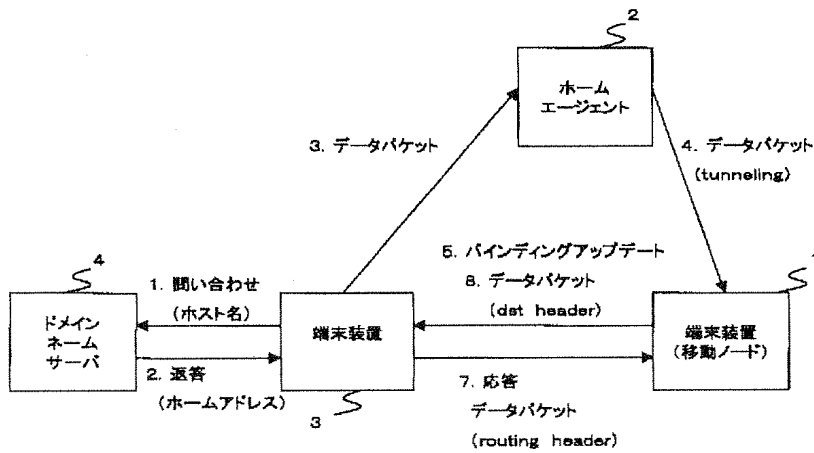 2
ホーム
エージェント
3. データパケット
4. データパケット
(tunneling)
4
1. 問い合わせ
(ホスト名)
5. バインディングアップデート
8. データパケット
(dst header)
ドメイン
ネーム
サーバ
端末装置
端末装置
(移動ノード)
2. 返答
(ホームアドレス)
3
7. 応答
データパケット
(routing header)